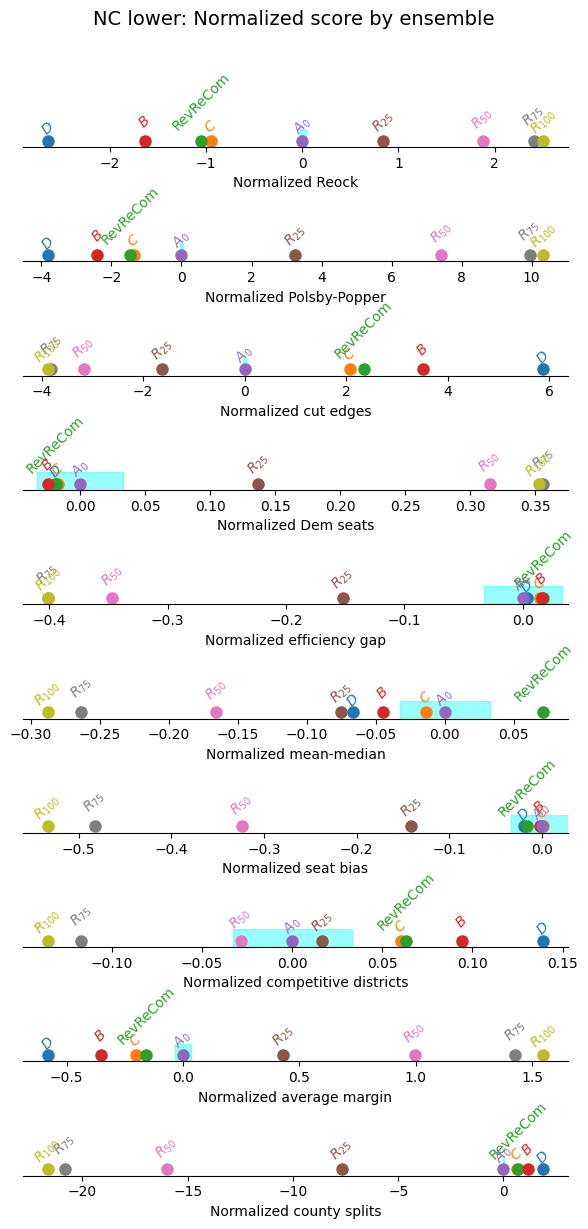 NC lower: Normalized score by ensemble
D B RevReCom C A0 R25 R50 R75 R100
−2 −1 0 1 2
Normalized Reock
D B RevReCom C A0 R25 R50 R75 R100
−4 −2 0 2 4 6 8 10
Normalized Polsby-Popper
R100 R75 R50 R25 A0 C RevReCom B D
−4 −2 0 2 4 6
Normalized cut edges
RevReCom B D C A0 R25 R50 R100 R75
0.00 0.05 0.10 0.15 0.20 0.25 0.30 0.35
Normalized Dem seats
R75 R100 R50 R25 A0 D C B RevReCom
−0.4 −0.3 −0.2 −0.1 0.0
Normalized efficiency gap
R100 R75 R50 R25 D B C A0 RevReCom
−0.30 −0.25 −0.20 −0.15 −0.10 −0.05 0.00 0.05
Normalized mean-median
R100 R75 R50 R25 D RevReCom B C A0
−0.5 −0.4 −0.3 −0.2 −0.1 0.0
Normalized seat bias
R100 R75 R50 A0 R25 C RevReCom B D
−0.10 −0.05 0.00 0.05 0.10 0.15
Normalized competitive districts
D B C RevReCom A0 R25 R50 R75 R100
−0.5 0.0 0.5 1.0 1.5
Normalized average margin
R100 R75 R50 R25 A0 C RevReCom B D
−20 −15 −10 −5 0
Normalized county splits